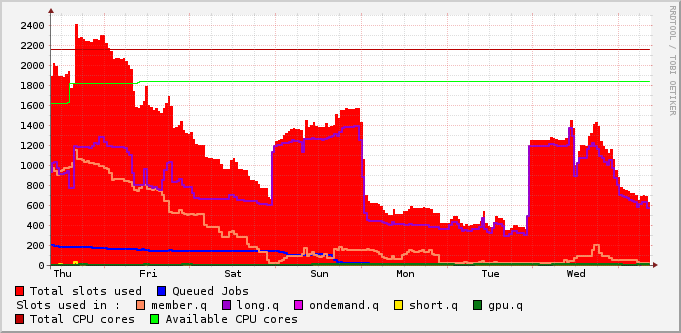 2400
2200
2000
1800
1600
1400
1200
1000
800
600
400
200
0
Thu Fri Sat Sun Mon Tue Wed
RRDTOOL / TOBI OETIKER
Total slots used Queued Jobs
Slots used in : member.q long.q ondemand.q short.q gpu.q
Total CPU cores Available CPU cores